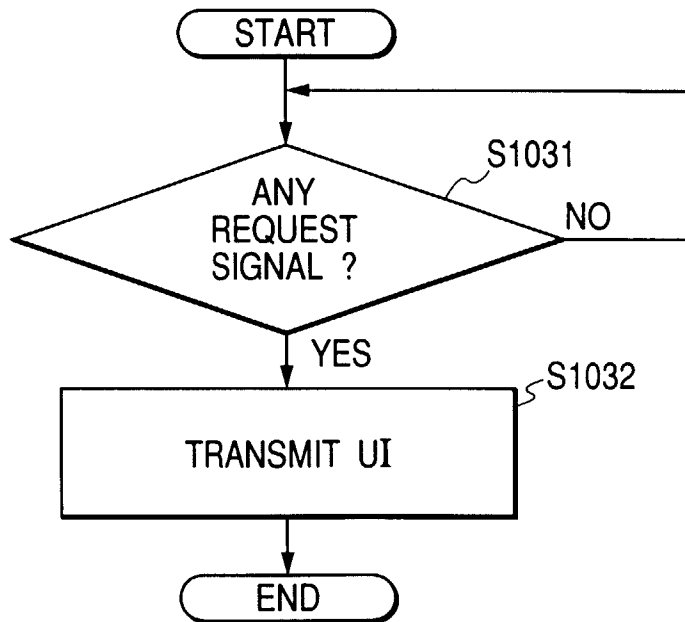 START
S1031
ANY
REQUEST
SIGNAL ?
NO
YES
S1032
TRANSMIT UI
END